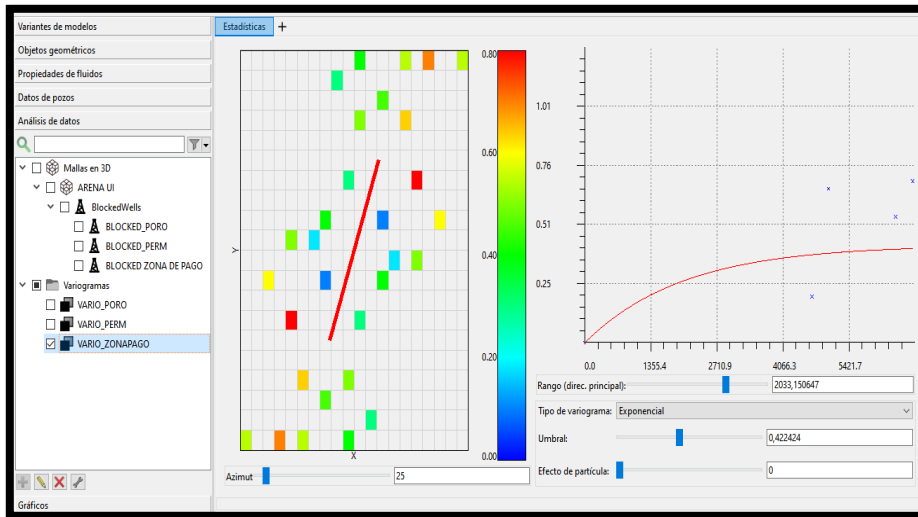 Variantes de modelos
Objetos geométricos
Propiedades de fluidos
Datos de pozos
Análisis de datos
Mallas en 3D
ARENA UI
BlockedWells
BLOCKED_PORO
BLOCKED_PERM
BLOCKED ZONA DE PAGO
Variogramas
VARIO_PORO
VARIO_PERM
VARIO_ZONAPAGO
Gráficos
Estadísticas +
Y
X
0.80
0.60
0.40
0.20
0.00
Azimut 25
1.01
0.76
0.51
0.25
0.0 1355.4 2710.9 4066.3 5421.7
Rango (direc. principal): 2033,150647
Tipo de variograma: Exponencial
Umbral: 0,422424
Efecto de partícula: 0